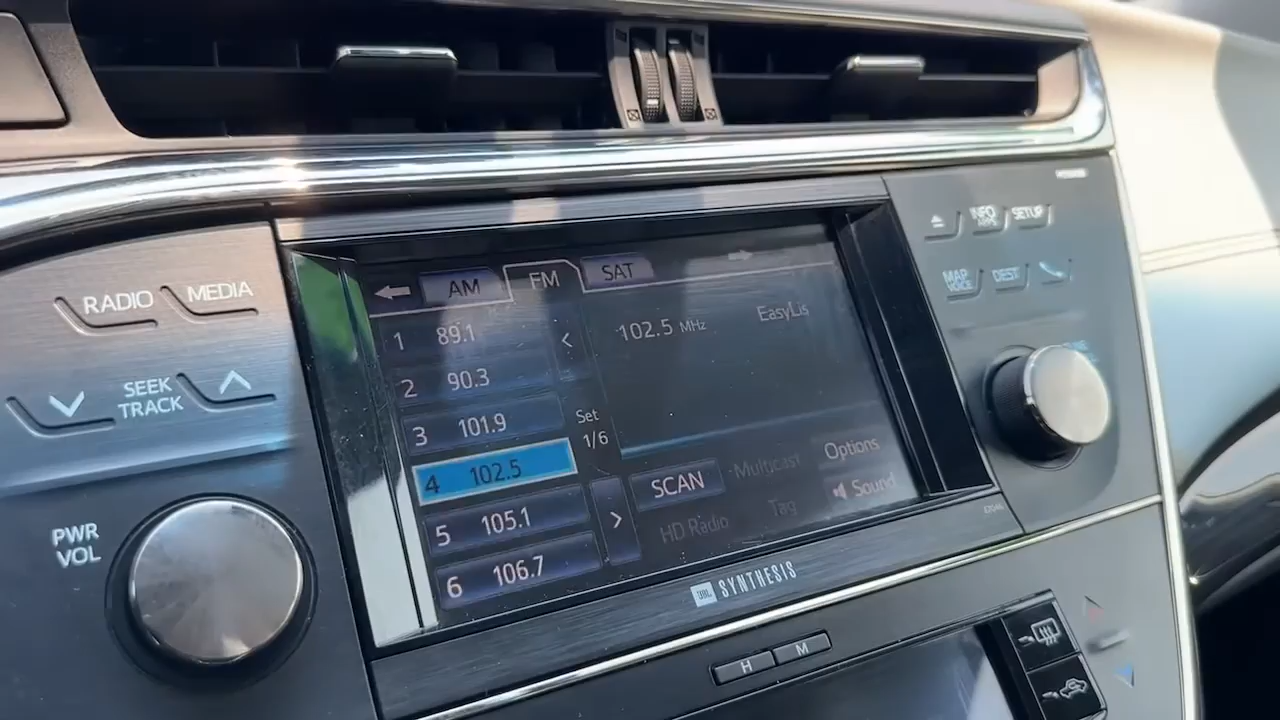 RADIO
MEDIA
SEEK
TRACK
PWR
VOL
AM
FM
SAT
1 89.1
2 90.3
3 101.9
4 102.5
5 105.1
6 106.7
<
Set
1/6
>
102.5 MHz
EasyLis
SCAN
Multicast
Options
HD Radio
Tag
Sound
JBL SYNTHESIS
INFO
SETUP
MAP
VOICE
DEST
H
M